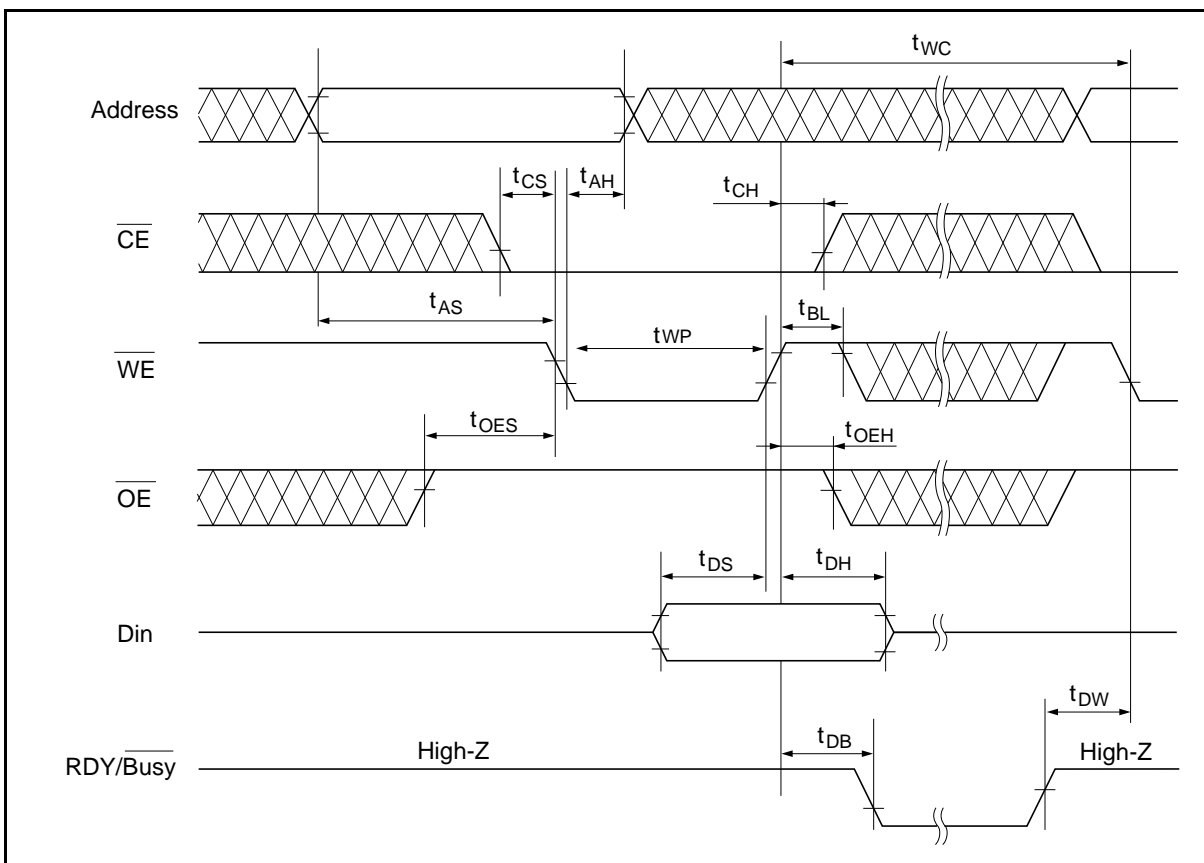 tWC
Address
tCS
tAH
tCH
CE
tAS
tBL
tWP
WE
tOES
tOEH
OE
tDS
tDH
Din
tDW
tDB
High-Z
High-Z
RDY/Busy